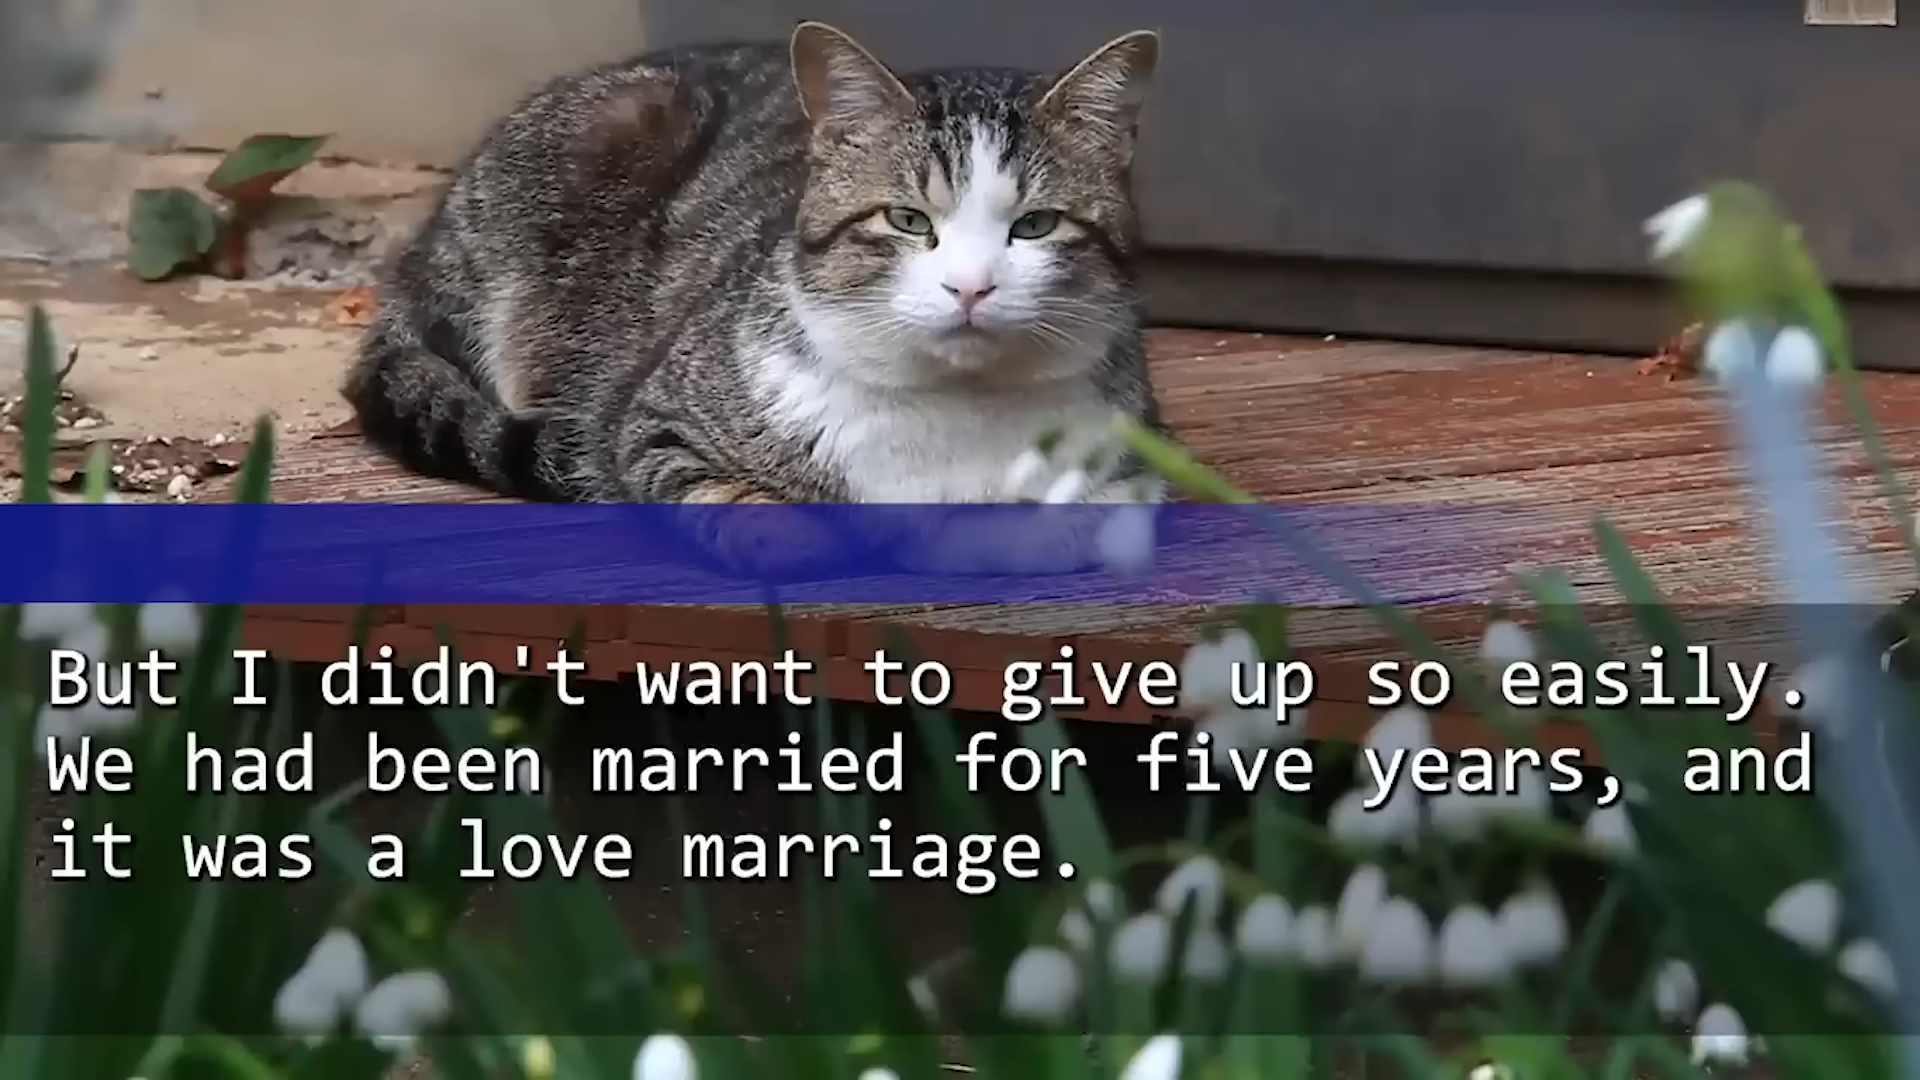 But I didn't want to give up so easily.
We had been married for five years, and
it was a love marriage.